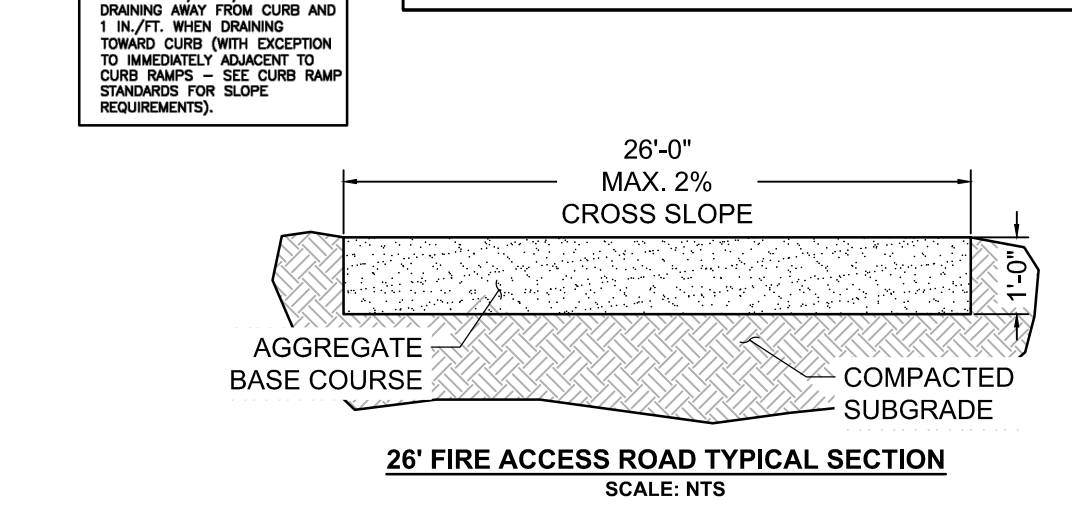 DRAINING AWAY FROM CURB AND
1 IN./FT. WHEN DRAINING
TOWARD CURB (WITH EXCEPTION
TO IMMEDIATELY ADJACENT TO
CURB RAMPS – SEE CURB RAMP
STANDARDS FOR SLOPE
REQUIREMENTS).
26'-0"
MAX. 2%
CROSS SLOPE
1'-0"
AGGREGATE
BASE COURSE
COMPACTED
SUBGRADE
26' FIRE ACCESS ROAD TYPICAL SECTION
SCALE: NTS